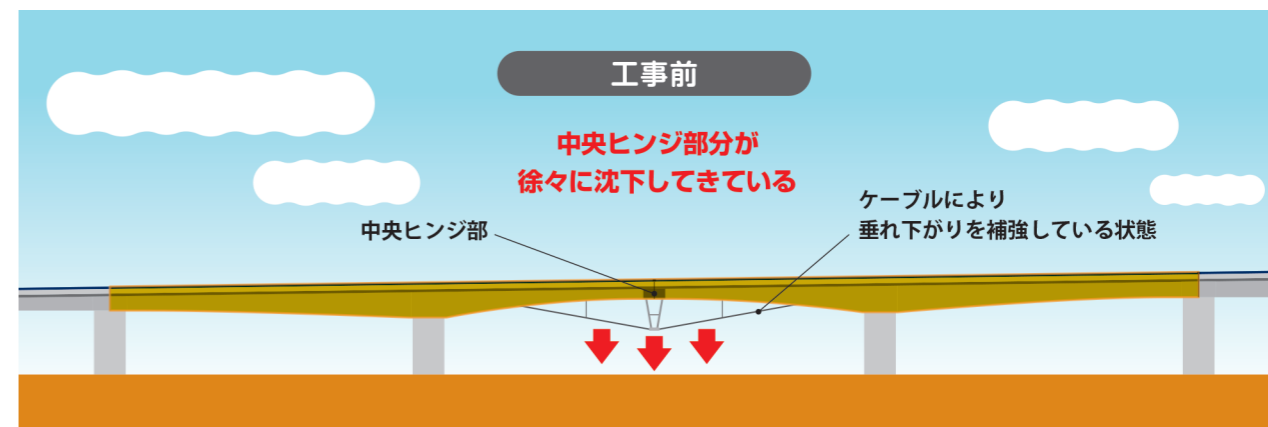 工事前
中央ヒンジ部分が
徐々に沈下してきている
ケーブルにより
垂れ下がりを補強している状態
中央ヒンジ部